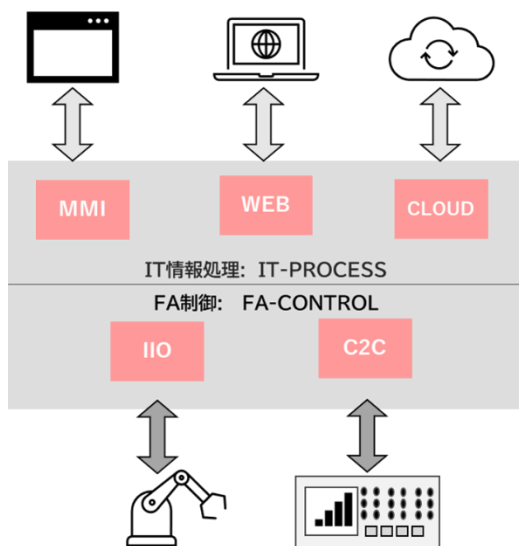 MMI
WEB
CLOUD
IT情報処理: IT-PROCESS
FA制御: FA-CONTROL
IIO
C2C